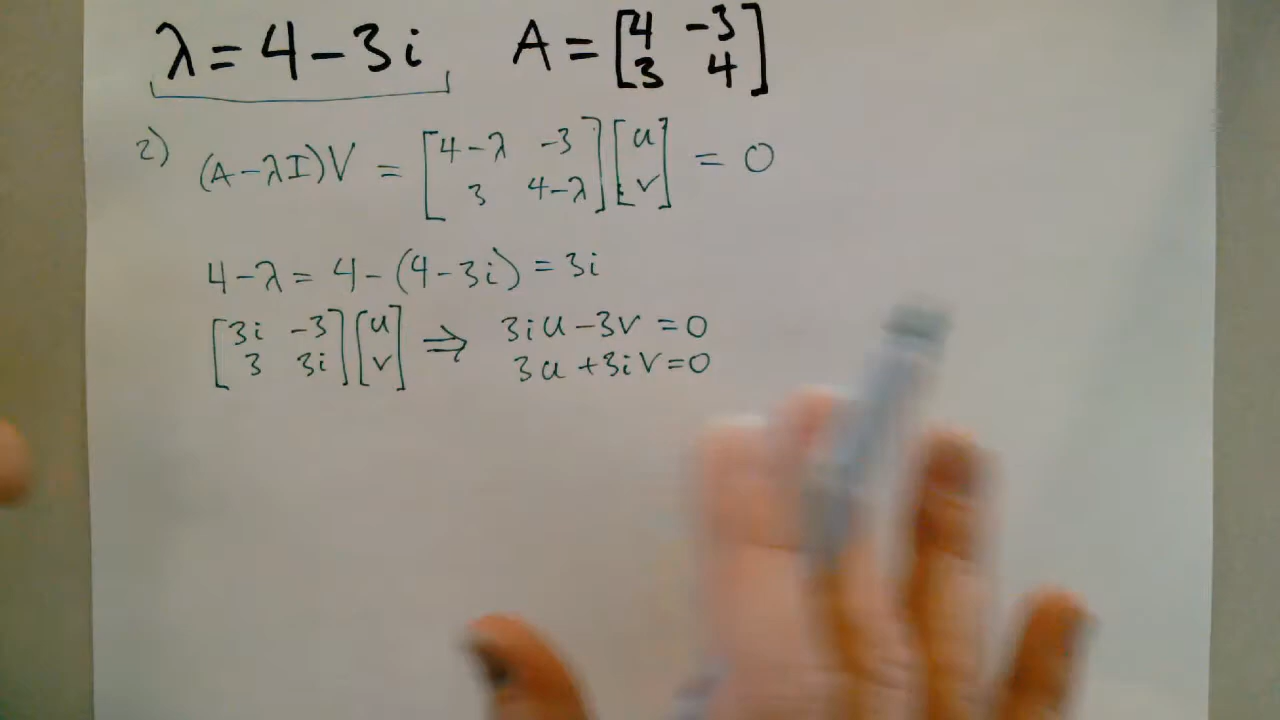 λ = 4 - 3i   A = [4 -3
3 4]
2) (A - λI)V = [4-λ -3
3 4-λ] [u
v] = 0
4 - λ = 4 - (4 - 3i) = 3i
[3i -3
3 3i] [u
v] ⇒ 3iu - 3v = 0
3u + 3iv = 0